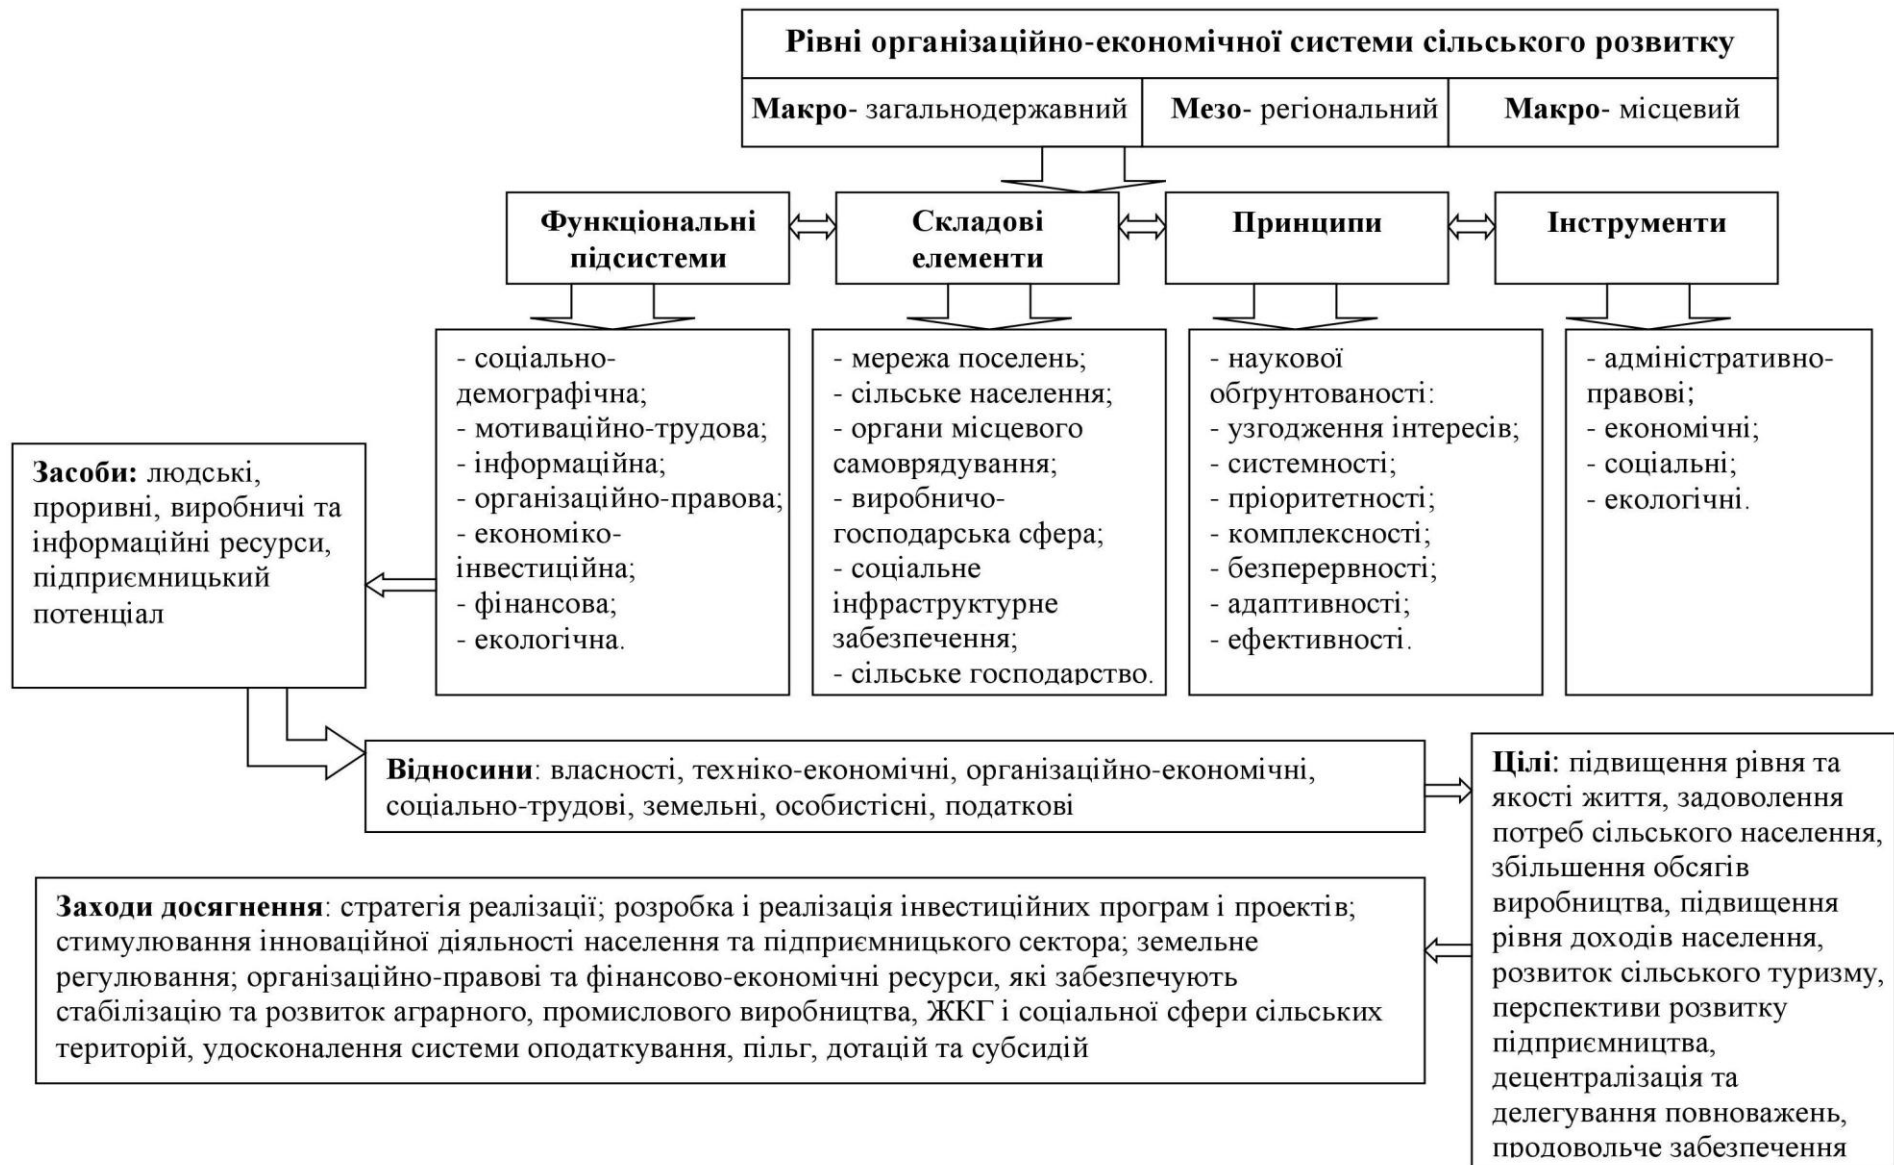 Рівні організаційно-економічної системи сільського розвитку
Макро- загальнодержавний
Мезо- регіональний
Макро- місцевий
Функціональні
підсистеми
Складові
елементи
Принципи
Інструменти
- соціально-
демографічна;
- мотиваційно-трудова;
- інформаційна;
- організаційно-правова;
- економіко-
інвестиційна;
- фінансова;
- екологічна.
- мережа поселень;
- сільське населення;
- органи місцевого
самоврядування;
- виробничо-
господарська сфера;
- соціальне
інфраструктурне
забезпечення;
- сільське господарство.
- наукової
обґрунтованості:
- узгодження інтересів;
- системності;
- пріоритетності;
- комплексності;
- безперервності;
- адаптивності;
- ефективності.
- адміністративно-
правові;
- економічні;
- соціальні;
- екологічні.
Засоби: людські,
проривні, виробничі та
інформаційні ресурси,
підприємницький
потенціал
Відносини: власності, техніко-економічні, організаційно-економічні,
соціально-трудові, земельні, особистісні, податкові
Цілі: підвищення рівня та
якості життя, задоволення
потреб сільського населення,
збільшення обсягів
виробництва, підвищення
рівня доходів населення,
розвиток сільського туризму,
перспективи розвитку
підприємництва,
децентралізація та
делегування повноважень,
продовольче забезпечення
Заходи досягнення: стратегія реалізації; розробка і реалізація інвестиційних програм і проектів;
стимулювання інноваційної діяльності населення та підприємницького сектора; земельне
регулювання; організаційно-правові та фінансово-економічні ресурси, які забезпечують
стабілізацію та розвиток аграрного, промислового виробництва, ЖКГ і соціальної сфери сільських
територій, удосконалення системи оподаткування, пільг, дотацій та субсидій